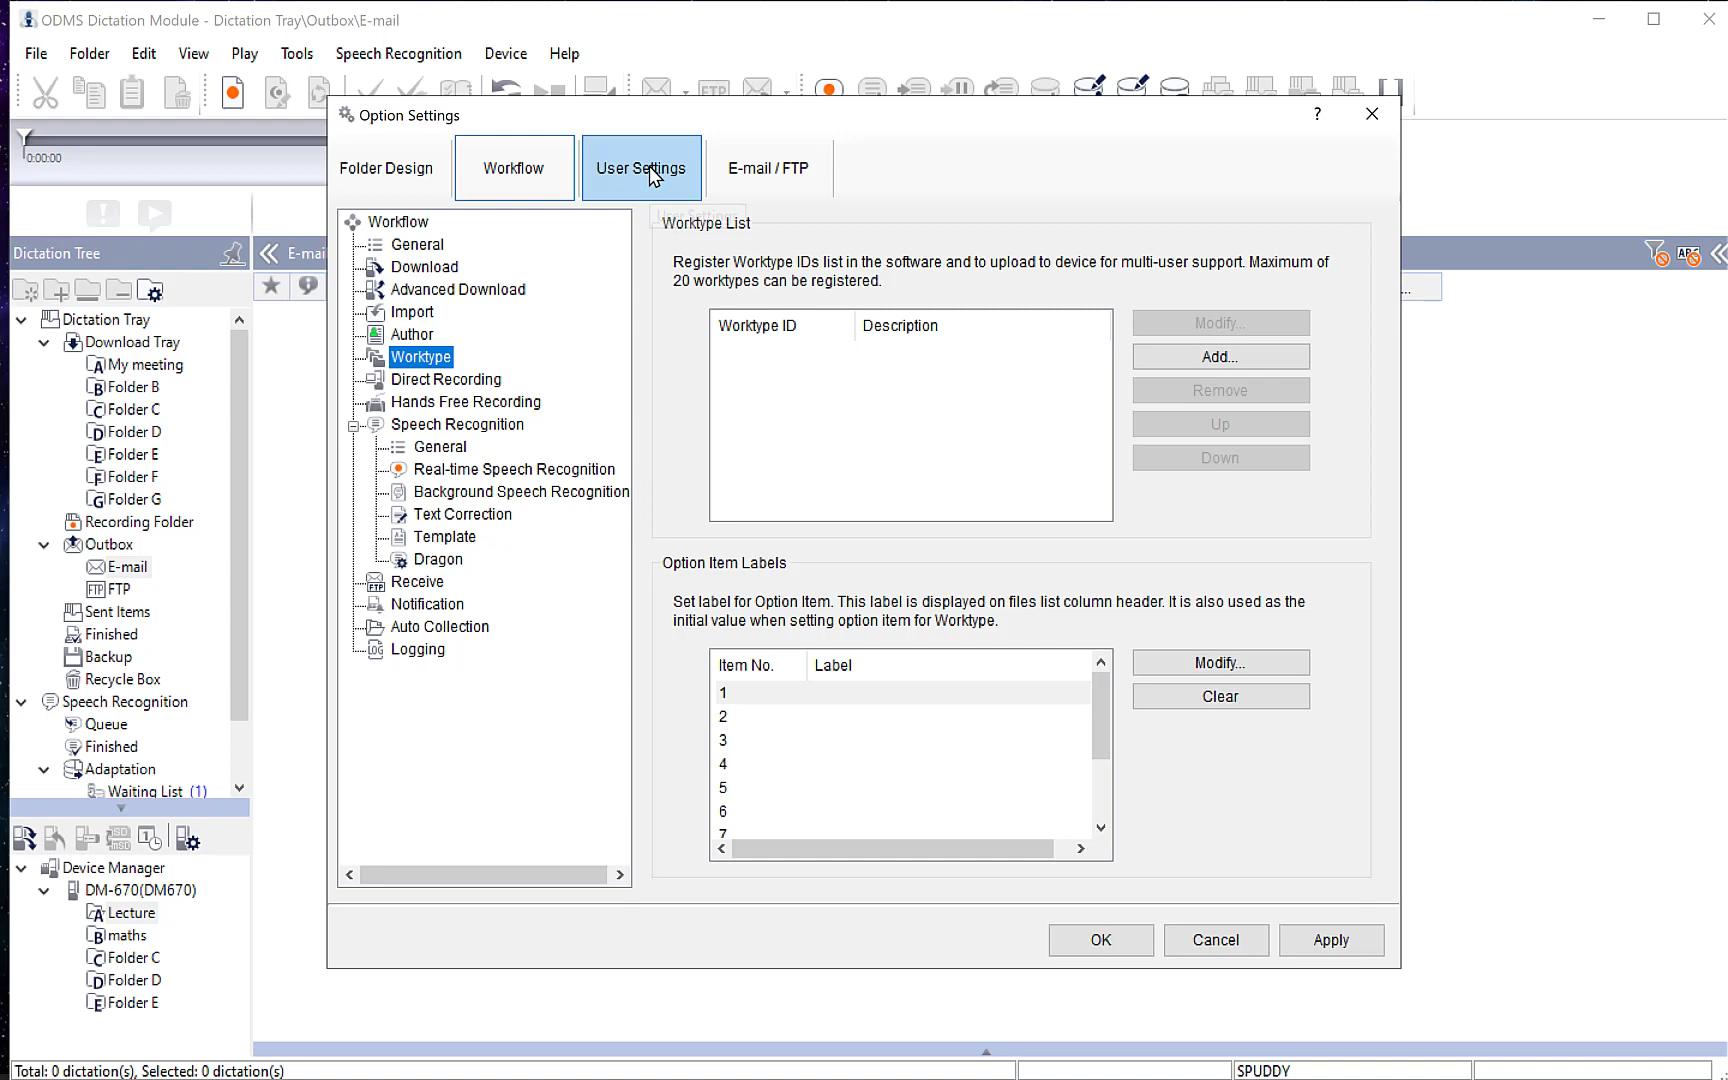 ODMS Dictation Module - Dictation Tray\Outbox\E-mail
File Folder Edit View Play Tools Speech Recognition Device Help
FTP
0:00:00
Dictation Tree
E-mai
Dictation Tray
Download Tray
A My meeting
B Folder B
C Folder C
D Folder D
E Folder E
F Folder F
G Folder G
Recording Folder
Outbox
E-mail
FTP FTP
Sent Items
Finished
Backup
Recycle Box
Speech Recognition
Queue
Finished
Adaptation
Waiting List (1)
Device Manager
DM-670(DM670)
A Lecture
B maths
C Folder C
D Folder D
E Folder E
Option Settings
?
Folder Design Workflow User Settings E-mail / FTP
Workflow
General
Download
Advanced Download
Import
Author
Worktype
Direct Recording
Hands Free Recording
Speech Recognition
General
Real-time Speech Recognition
Background Speech Recognition
Text Correction
Template
Dragon
FTP Receive
Notification
Auto Collection
LOG Logging
Worktype List
Register Worktype IDs list in the software and to upload to device for multi-user support. Maximum of
20 worktypes can be registered.
Worktype ID Description
Modify...
Add...
Remove
Up
Down
Option Item Labels
Set label for Option Item. This label is displayed on files list column header. It is also used as the
initial value when setting option item for Worktype.
Item No. Label
1
2
3
4
5
6
7
Modify...
Clear
OK Cancel Apply
ABC
...
Total: 0 dictation(s), Selected: 0 dictation(s)
SPUDDY